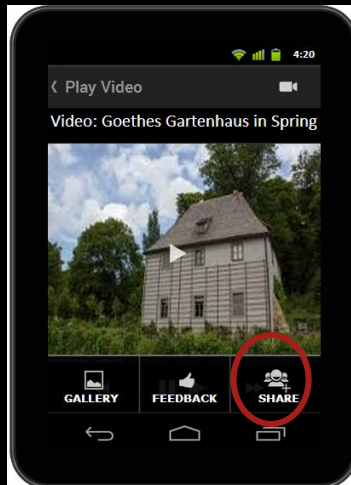 4:20
Play Video
Video: Goethes Gartenhaus in Spring
GALLERY FEEDBACK SHARE